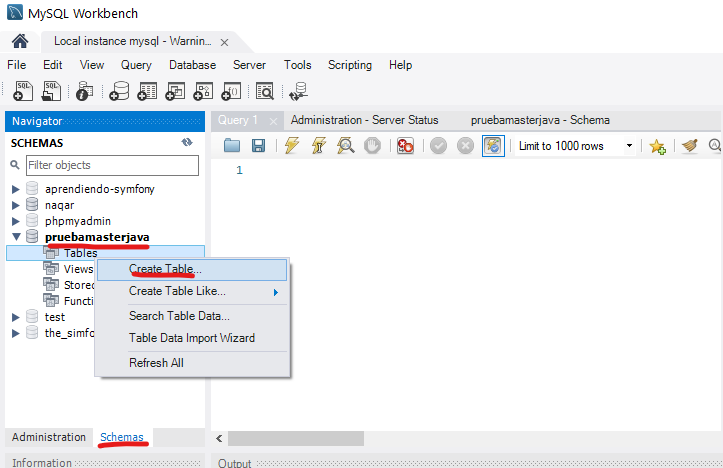 MySQL Workbench
Local instance mysql - Warnin... ×
File Edit View Query Database Server Tools Scripting Help
SQL SQL
Navigator
Query 1 × Administration - Server Status pruebamasterjava - Schema
SCHEMAS
Filter objects
Limit to 1000 rows
1
aprendiendo-symfony
naqar
phpmyadmin
pruebamasterjava
Tables
Views
Stored
Functi
test
the_simfo
Create Table...
Create Table Like...
Search Table Data...
Table Data Import Wizard
Refresh All
Administration Schemas
Information
Output